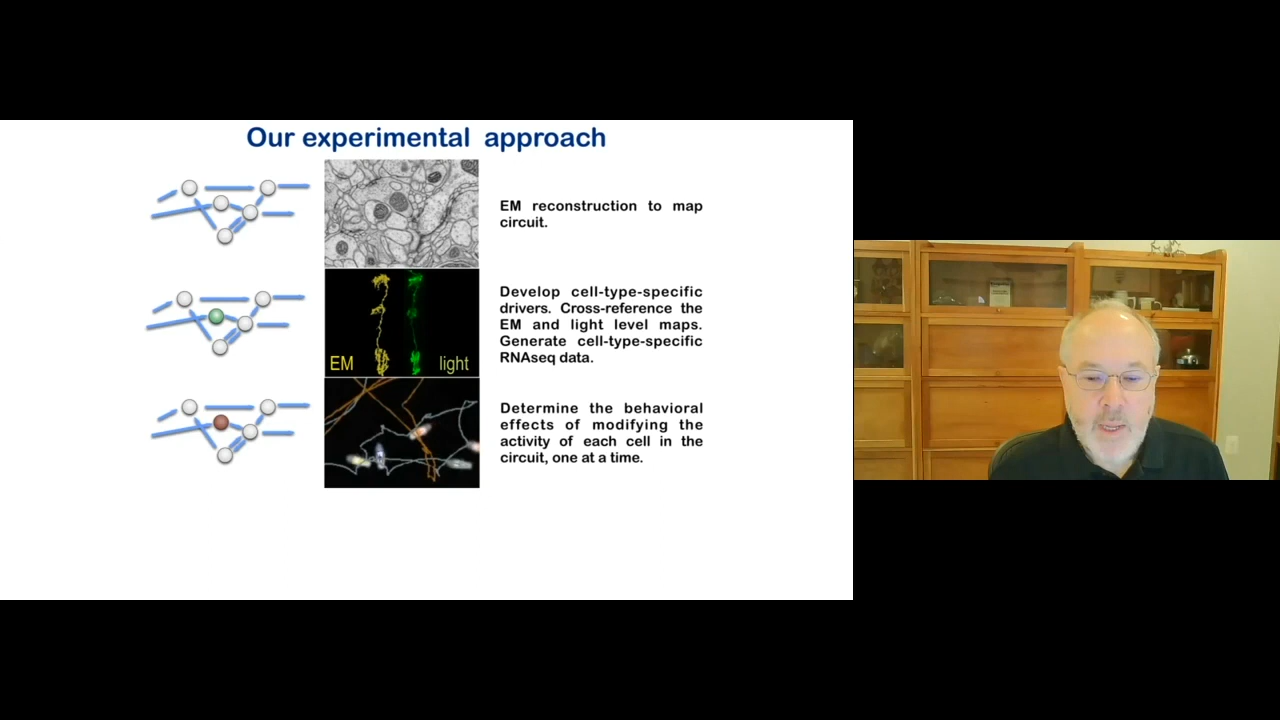 Our experimental approach
EM reconstruction to map
circuit.
Develop cell-type-specific
drivers. Cross-reference the
EM and light level maps.
Generate cell-type-specific
RNAseq data.
EM
light
Determine the behavioral
effects of modifying the
activity of each cell in the
circuit, one at a time.